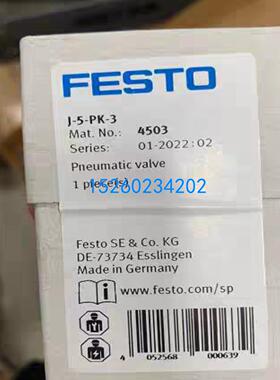 FESTO
J-5-PK-3
Mat. No.: 4503
Series: 01-2022:02
Pneumatic valve
1 piece(s)
15260234202
Festo SE & Co. KG
DE-73734 Esslingen
Made in Germany
www.festo.com/sp
4 052568 000639